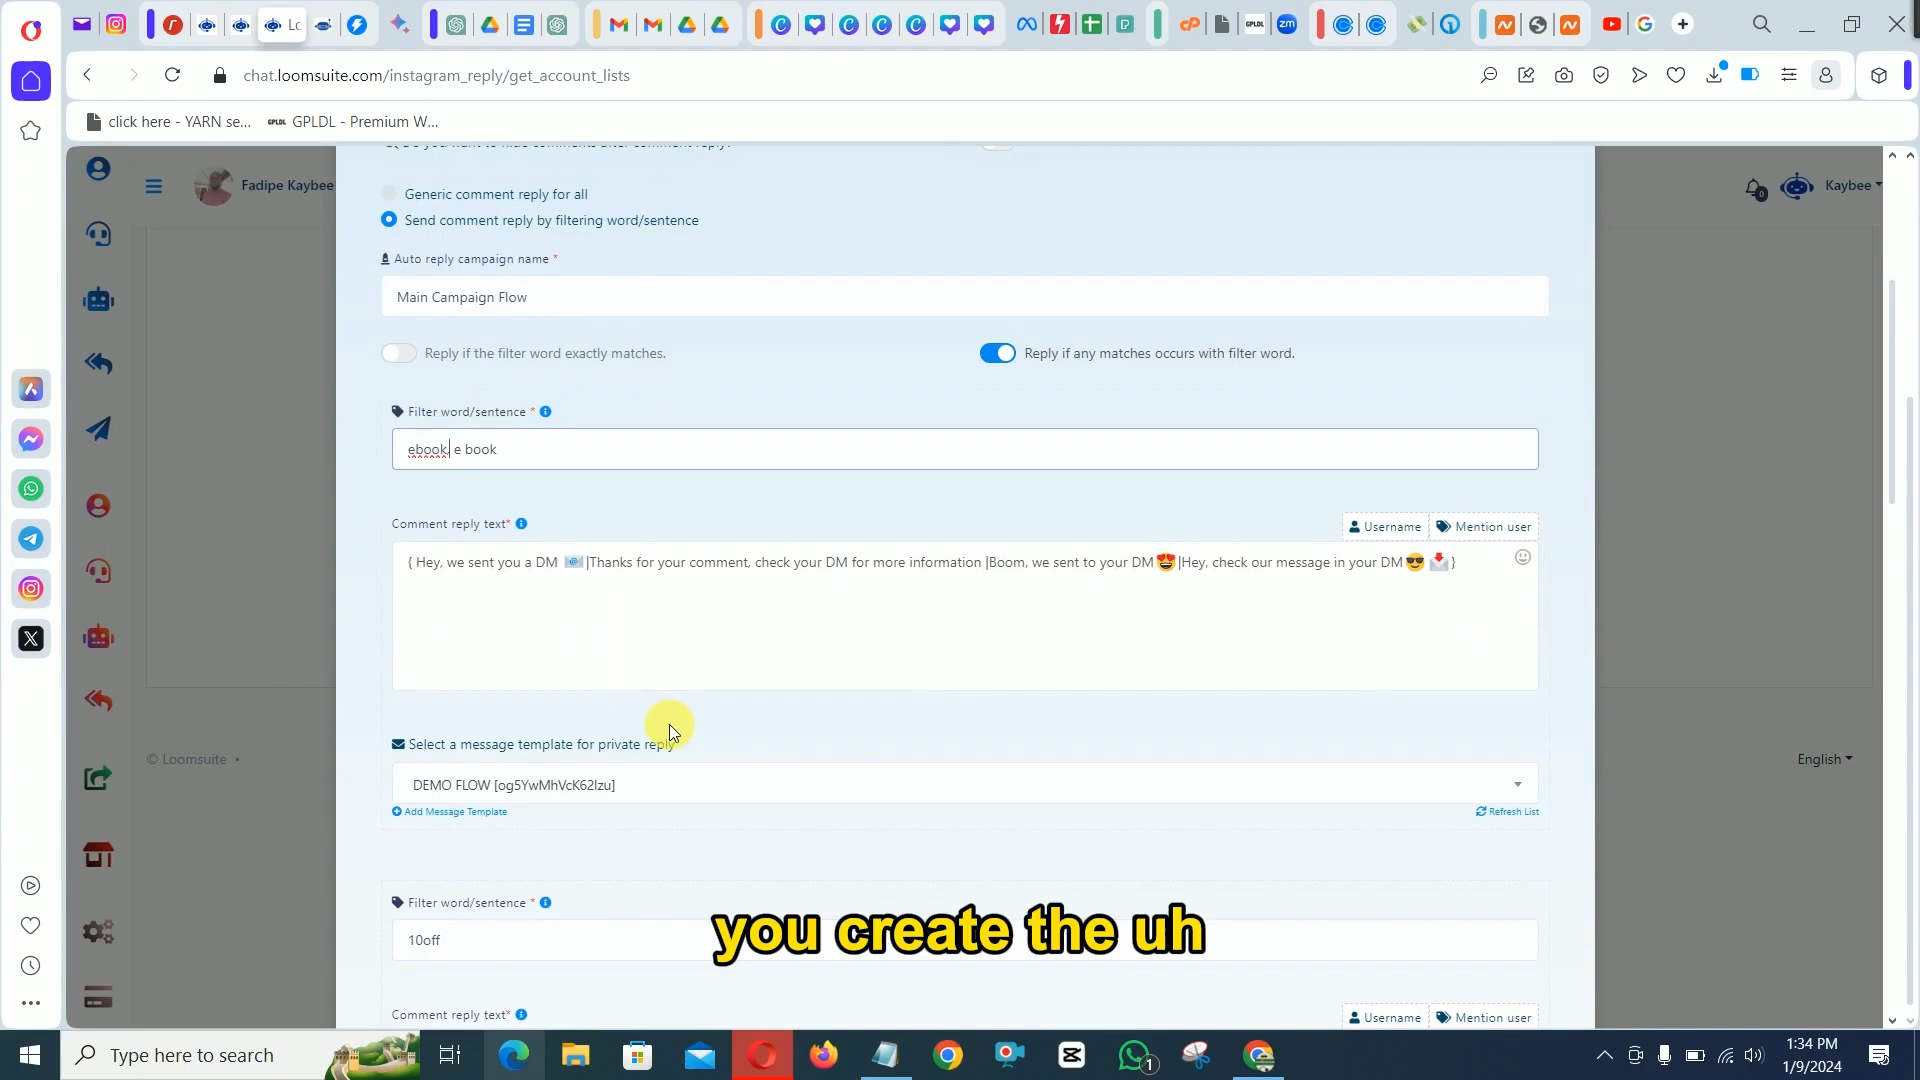 Lo
GPLDL
zm
chat.loomsuite.com/instagram_reply/get_account_lists
click here - YARN se...
GPLDL GPLDL - Premium W...
Fadipe Kaybee
Kaybee
Generic comment reply for all
Send comment reply by filtering word/sentence
Auto reply campaign name *
Main Campaign Flow
Reply if the filter word exactly matches.
Reply if any matches occurs with filter word.
Filter word/sentence *
ebook, e book
Comment reply text*
Username
Mention user
{ Hey, we sent you a DM 📧|Thanks for your comment, check your DM for more information |Boom, we sent to your DM😍|Hey, check our message in your DM😎 📩}
Select a message template for private reply
DEMO FLOW [og5YwMhVcK62Izu]
Add Message Template
Refresh List
© Loomsuite •
English
Filter word/sentence *
10off
you create the uh
Comment reply text*
Username
Mention user
Type here to search
1
1:34 PM
1/9/2024